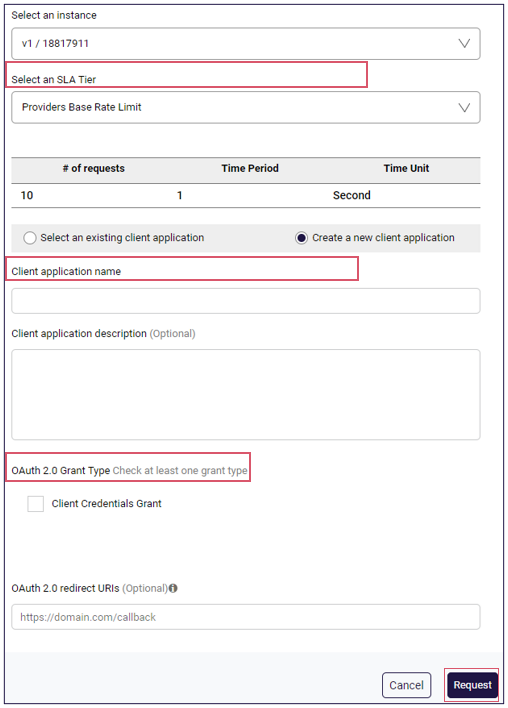 Select an instance
v1 / 18817911
Select an SLA Tier
Providers Base Rate Limit
# of requests Time Period Time Unit
10 1 Second
Select an existing client application Create a new client application
Client application name
Client application description (Optional)
OAuth 2.0 Grant Type Check at least one grant type
Client Credentials Grant
OAuth 2.0 redirect URIs (Optional)
https://domain.com/callback
Cancel Request